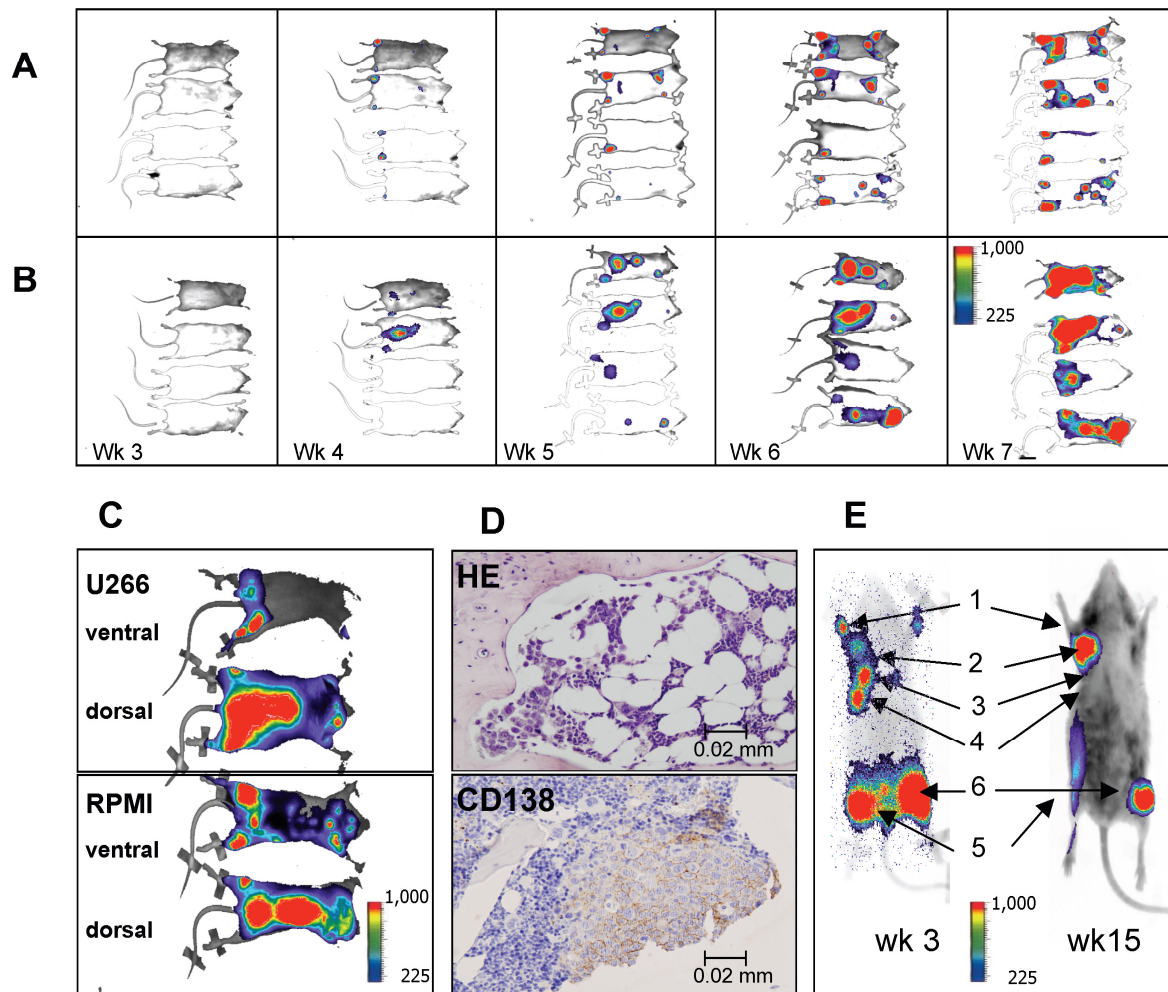 A
B
1,000
225
Wk 3
Wk 4
Wk 5
Wk 6
Wk 7
C
D
E
U266
ventral
dorsal
RPMI
ventral
dorsal
1,000
225
HE
0.02 mm
CD138
0.02 mm
1
2
3
4
6
5
1,000
225
wk 3
wk15